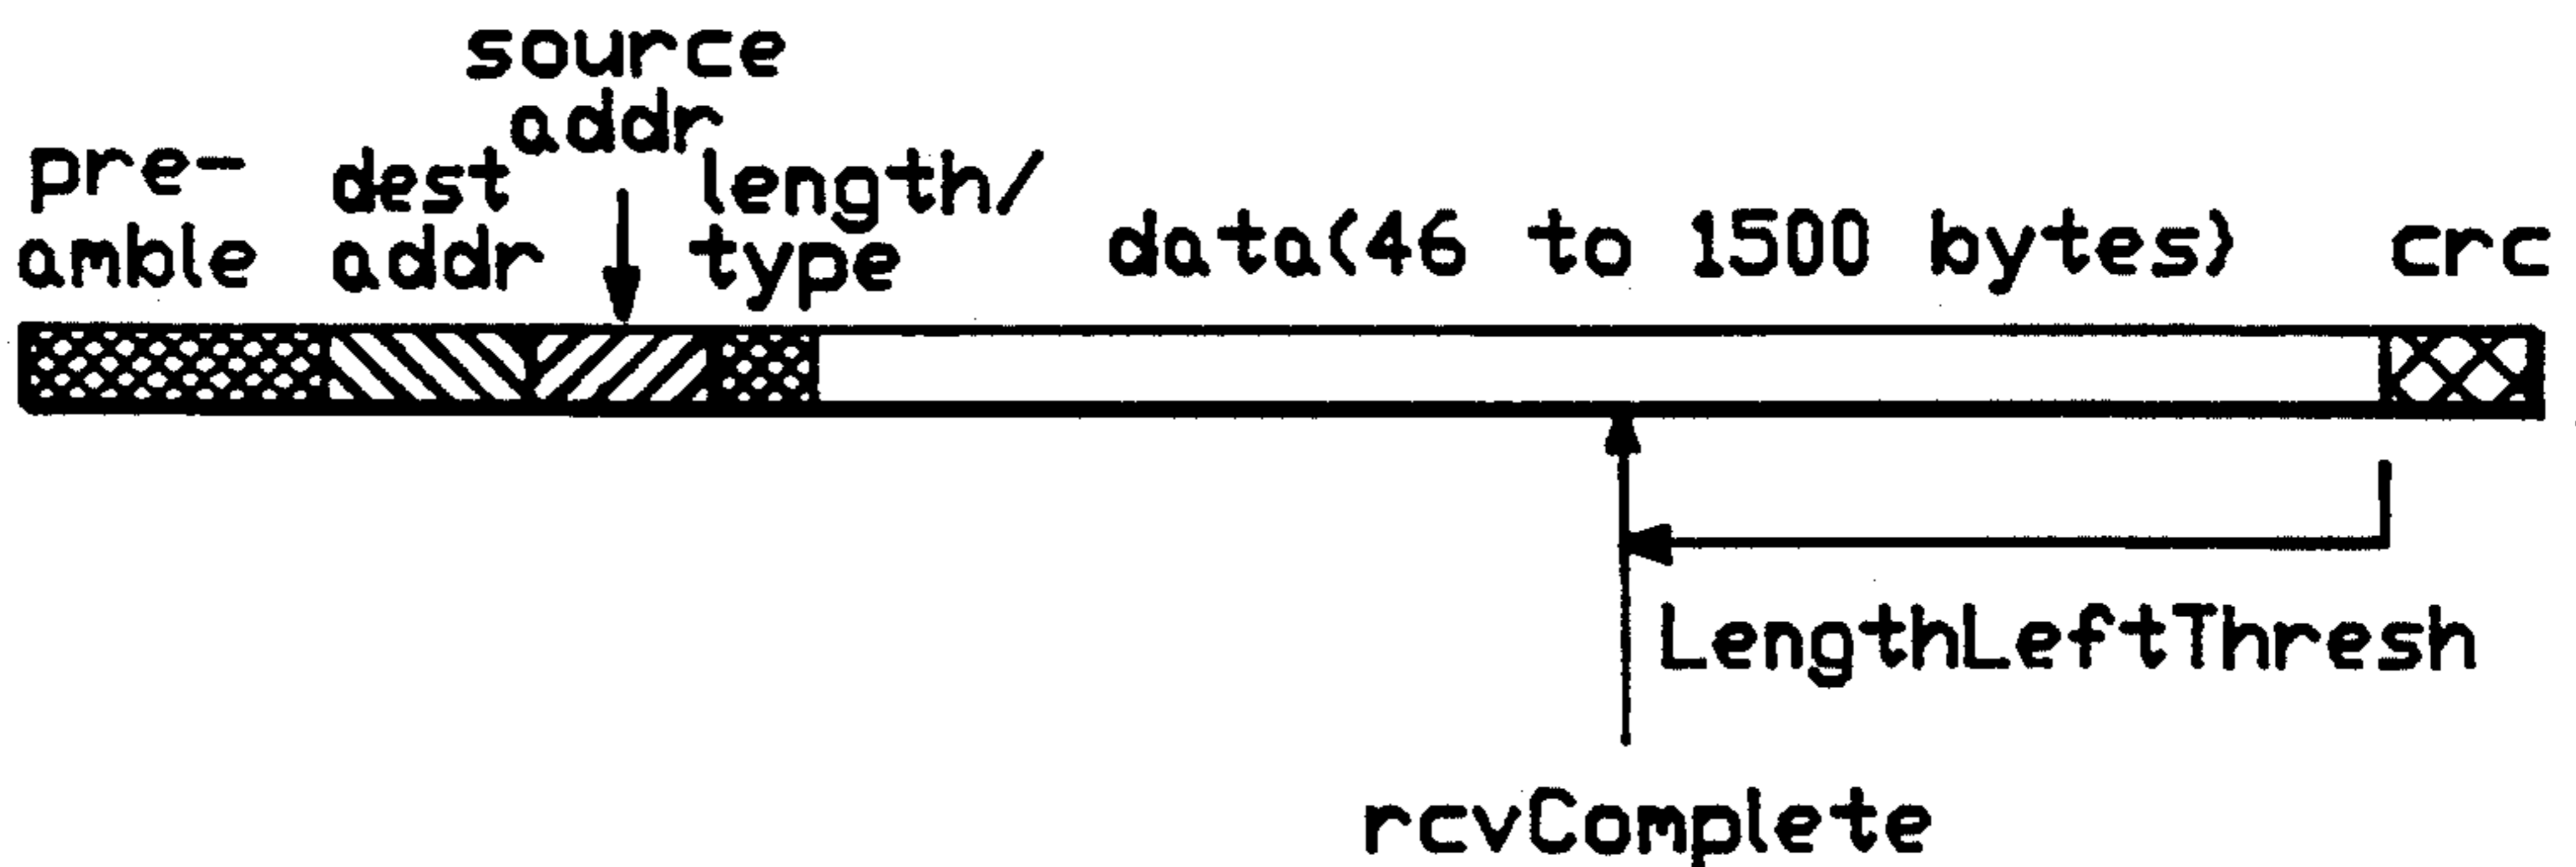 pre-
amble
dest
addr
source
addr
length/
type
data(46 to 1500 bytes)
crc
LengthLeftThresh
rcvComplete